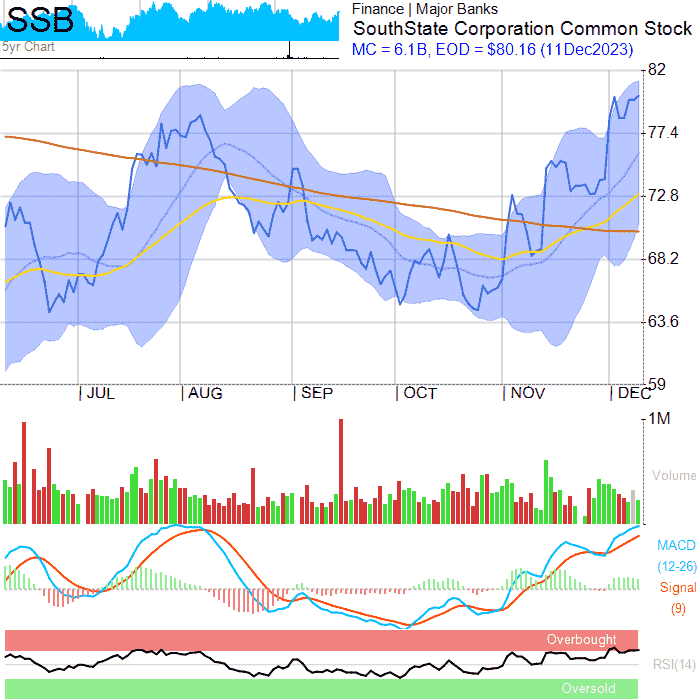 SSB
5yr Chart
Finance | Major Banks
SouthState Corporation Common Stock
MC = 6.1B, EOD = $80.16 (11Dec2023)
82
77.4
72.8
68.2
63.6
59
| JUL | AUG | SEP | OCT | NOV | DEC
1M
Volume
MACD
(12-26)
Signal
(9)
Overbought
RSI(14)
Oversold